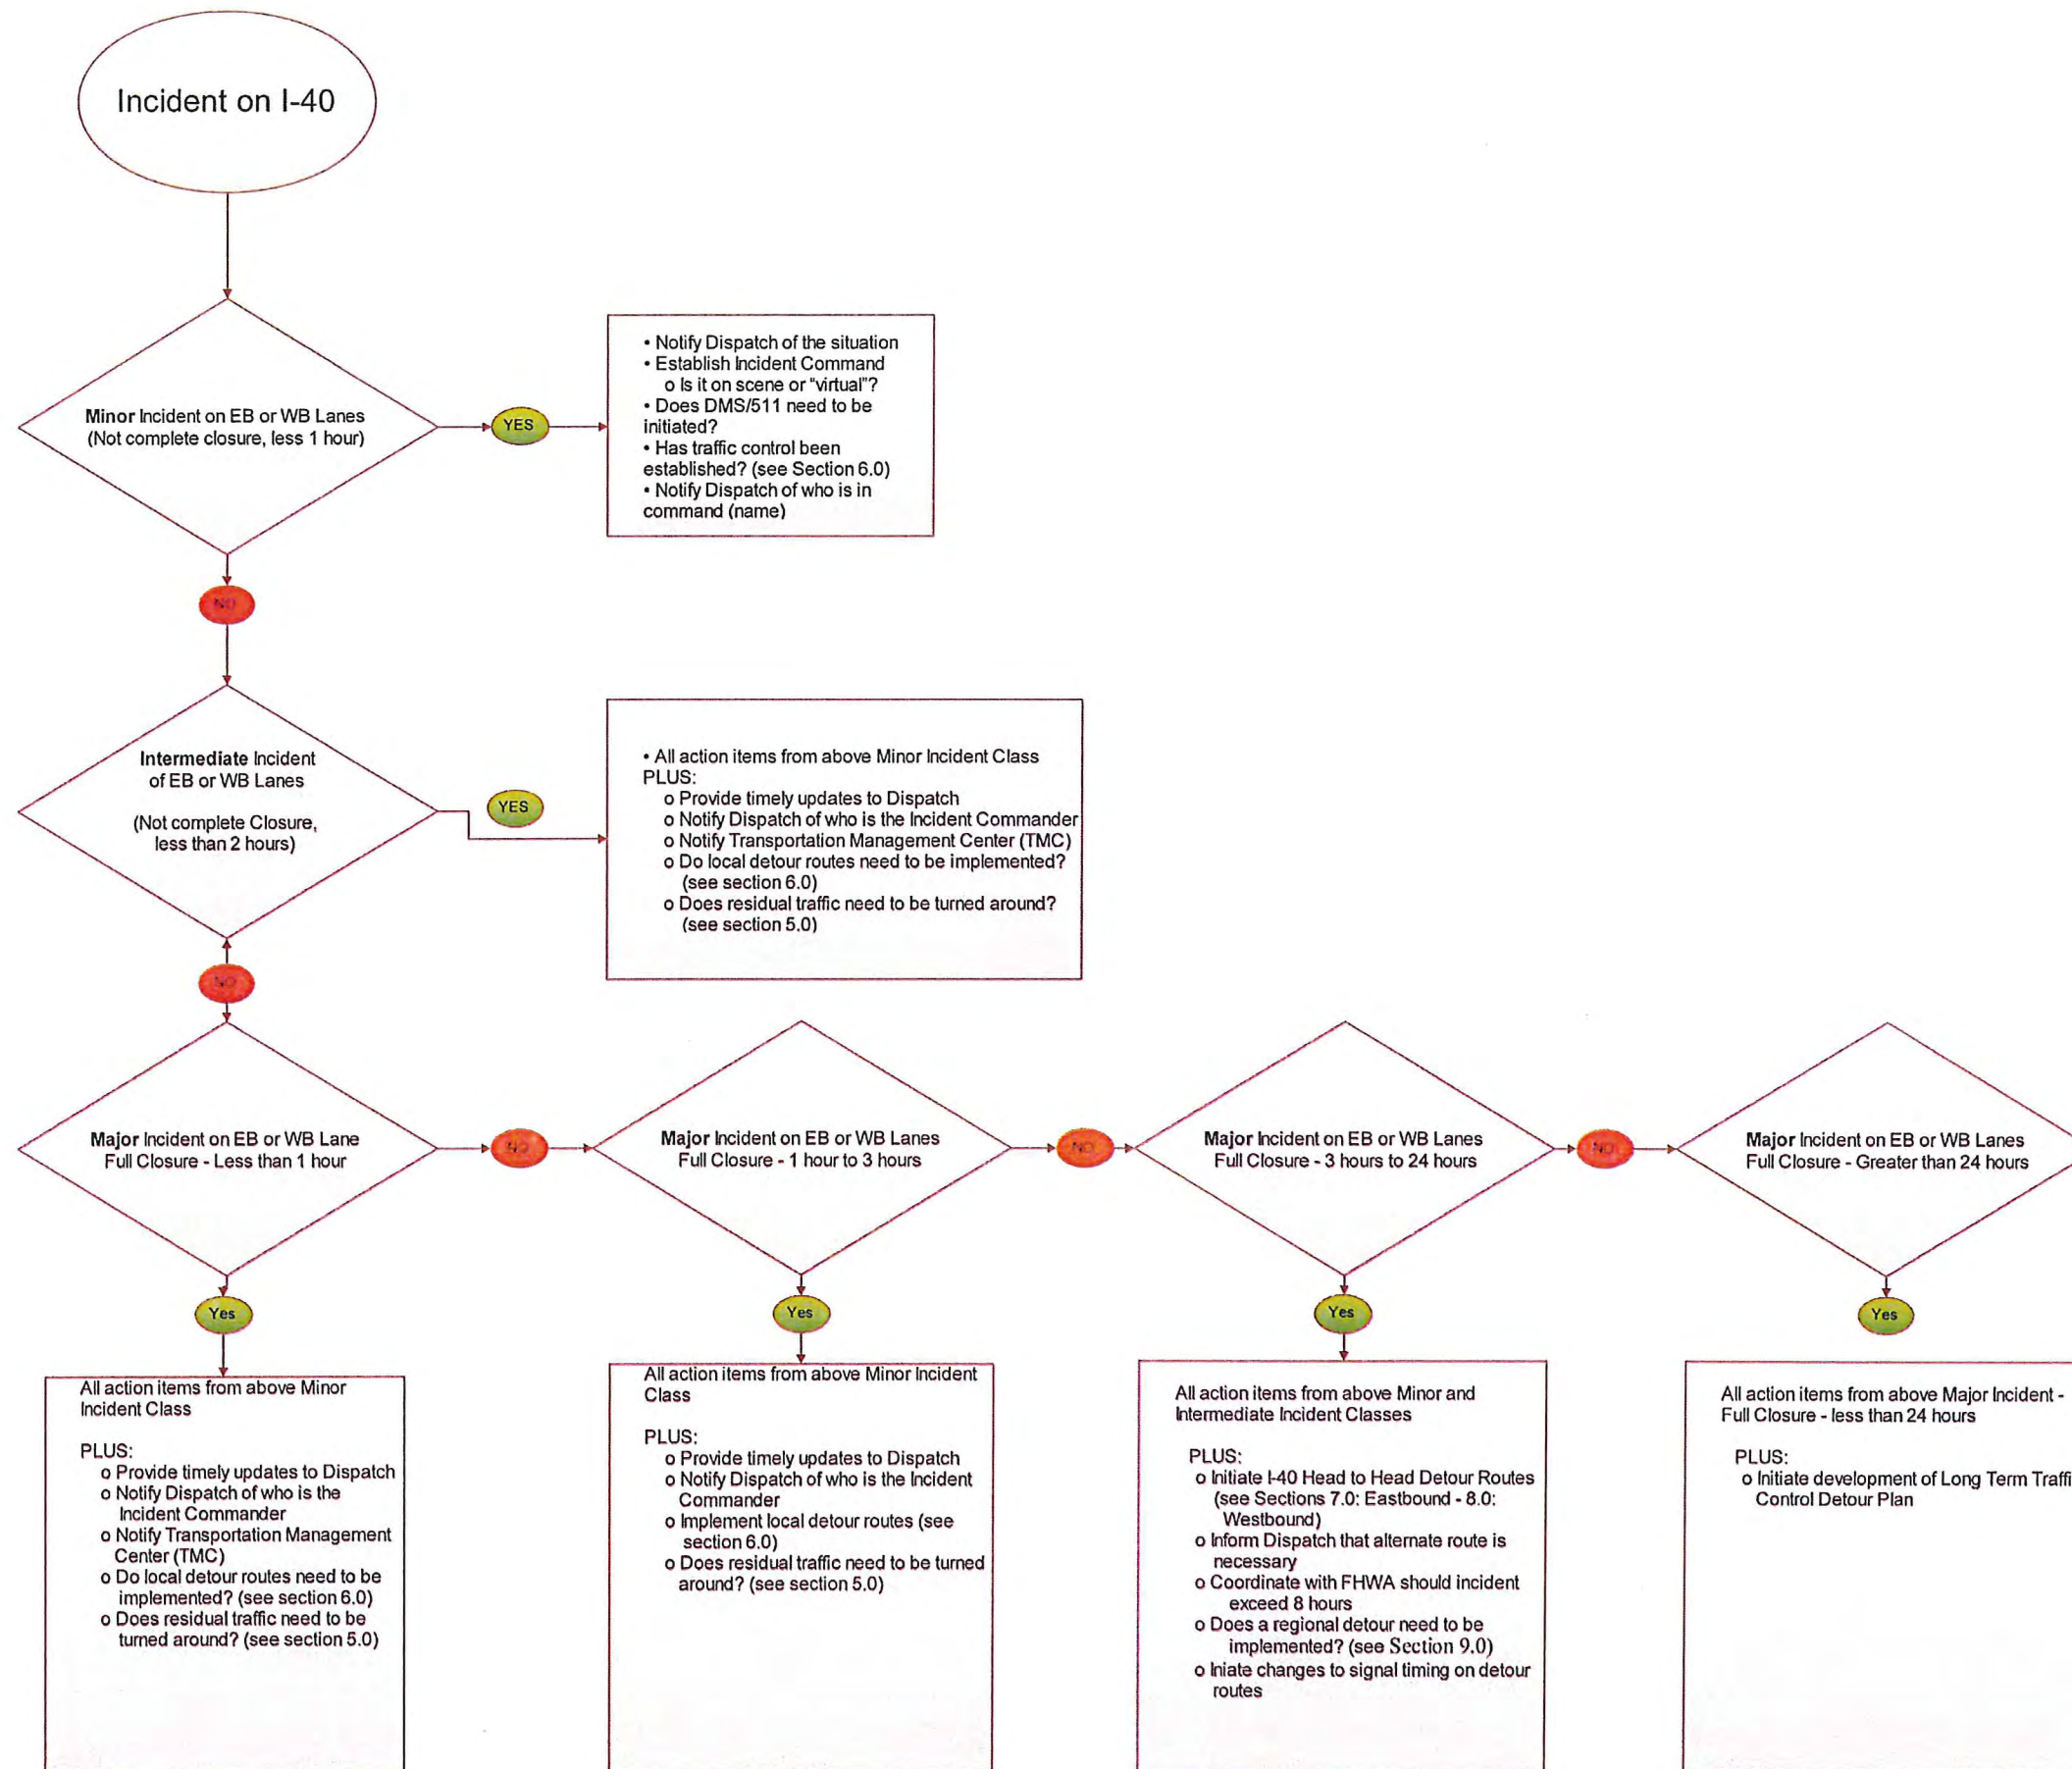 Incident on I-40
Minor Incident on EB or WB Lanes
(Not complete closure, less 1 hour)
YES
• Notify Dispatch of the situation
• Establish Incident Command
o Is it on scene or "virtual"?
• Does DMS/511 need to be
initiated?
• Has traffic control been
established? (see Section 6.0)
• Notify Dispatch of who is in
command (name)
NO
Intermediate Incident
of EB or WB Lanes
(Not complete Closure,
less than 2 hours)
YES
• All action items from above Minor Incident Class
PLUS:
o Provide timely updates to Dispatch
o Notify Dispatch of who is the Incident Commander
o Notify Transportation Management Center (TMC)
o Do local detour routes need to be implemented?
(see section 6.0)
o Does residual traffic need to be turned around?
(see section 5.0)
NO
Major Incident on EB or WB Lane
Full Closure - Less than 1 hour
NO
Major Incident on EB or WB Lanes
Full Closure - 1 hour to 3 hours
NO
Major Incident on EB or WB Lanes
Full Closure - 3 hours to 24 hours
NO
Major Incident on EB or WB Lanes
Full Closure - Greater than 24 hours
Yes
Yes
Yes
Yes
All action items from above Minor
Incident Class
PLUS:
o Provide timely updates to Dispatch
o Notify Dispatch of who is the
Incident Commander
o Notify Transportation Management
Center (TMC)
o Do local detour routes need to be
implemented? (see section 6.0)
o Does residual traffic need to be
turned around? (see section 5.0)
All action items from above Minor Incident
Class
PLUS:
o Provide timely updates to Dispatch
o Notify Dispatch of who is the Incident
Commander
o Implement local detour routes (see
section 6.0)
o Does residual traffic need to be turned
around? (see section 5.0)
All action items from above Minor and
Intermediate Incident Classes
PLUS:
o Initiate I-40 Head to Head Detour Routes
(see Sections 7.0: Eastbound - 8.0:
Westbound)
o Inform Dispatch that alternate route is
necessary
o Coordinate with FHWA should incident
exceed 8 hours
o Does a regional detour need to be
implemented? (see Section 9.0)
o Iniate changes to signal timing on detour
routes
All action items from above Major Incident -
Full Closure - less than 24 hours
PLUS:
o Initiate development of Long Term Traffi
Control Detour Plan